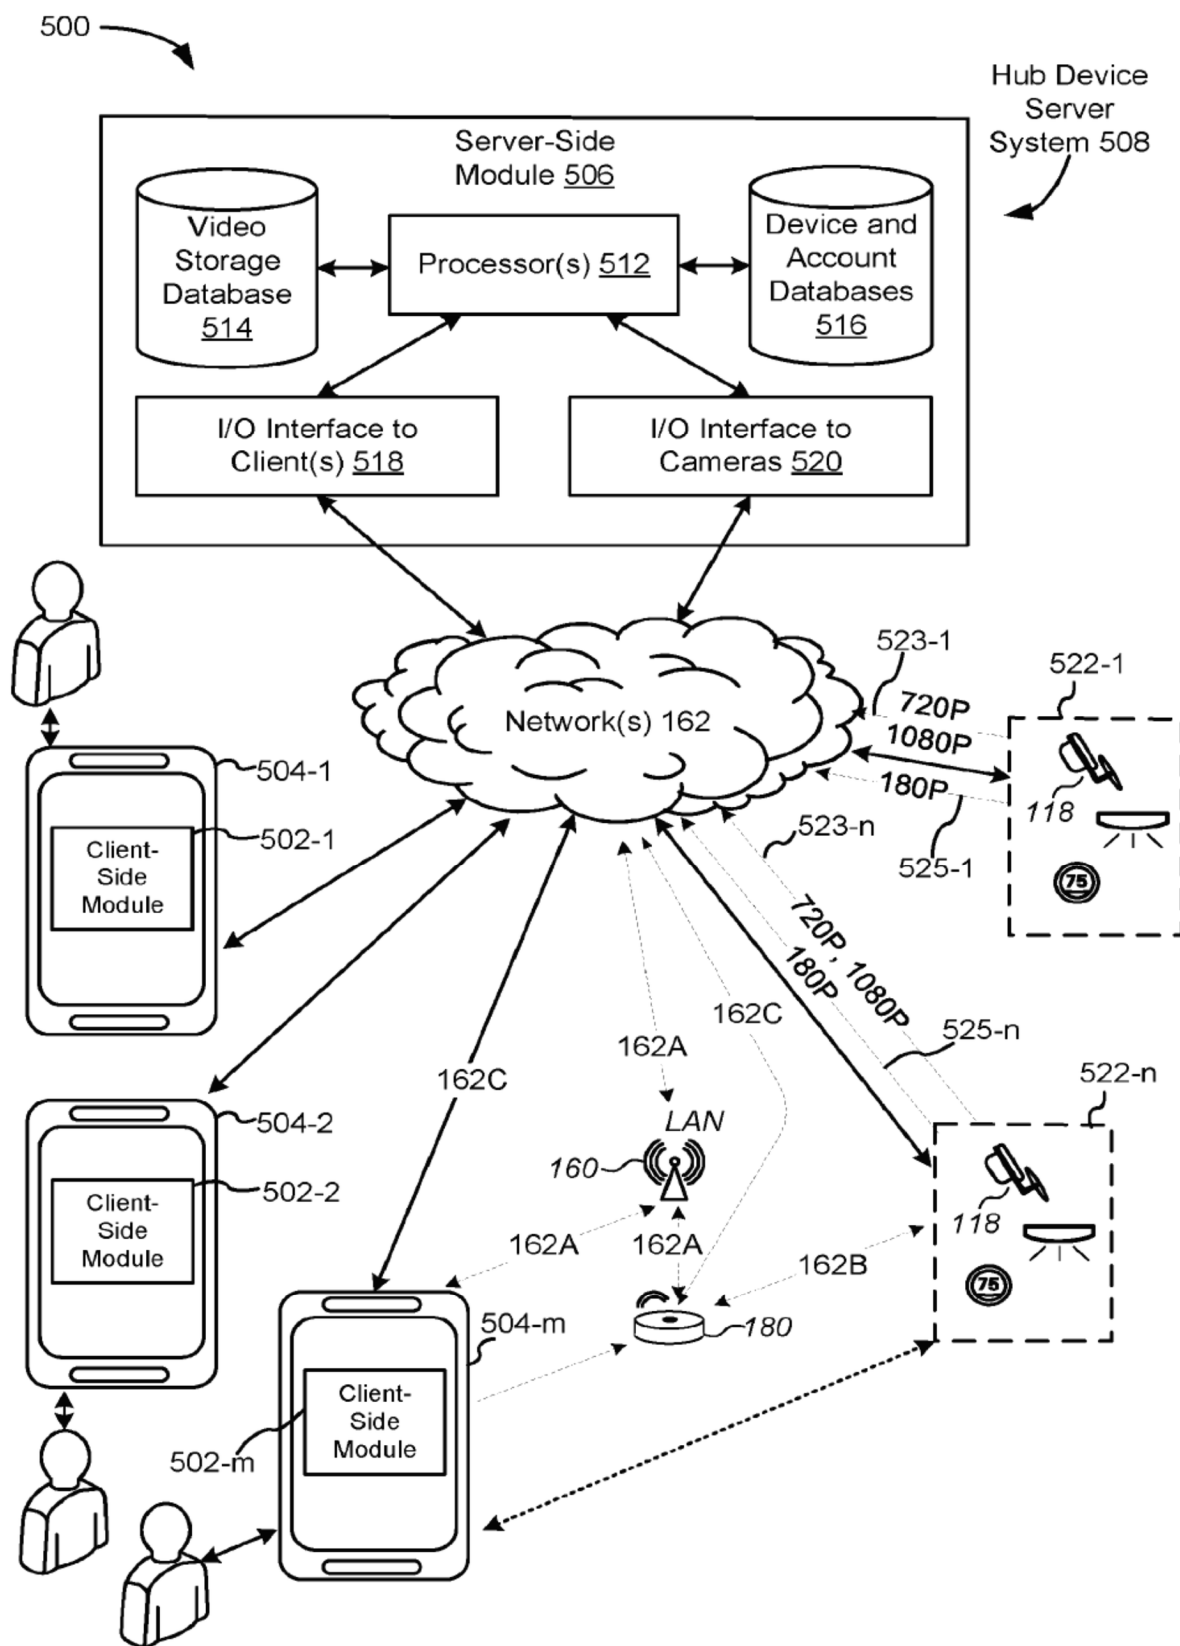 500
Hub Device
Server
System 508
Server-Side
Module 506
Video
Storage
Database
514
Processor(s) 512
Device and
Account
Databases
516
I/O Interface to
Client(s) 518
I/O Interface to
Cameras 520
Network(s) 162
523-1
522-1
720P
1080P
180P
118
75
525-1
523-n
504-1
502-1
Client-
Side
Module
720P, 1080P
180P
162C
162A
525-n
522-n
162C
504-2
502-2
Client-
Side
Module
LAN
160
118
75
162A
162A
162B
180
504-m
Client-
Side
Module
502-m